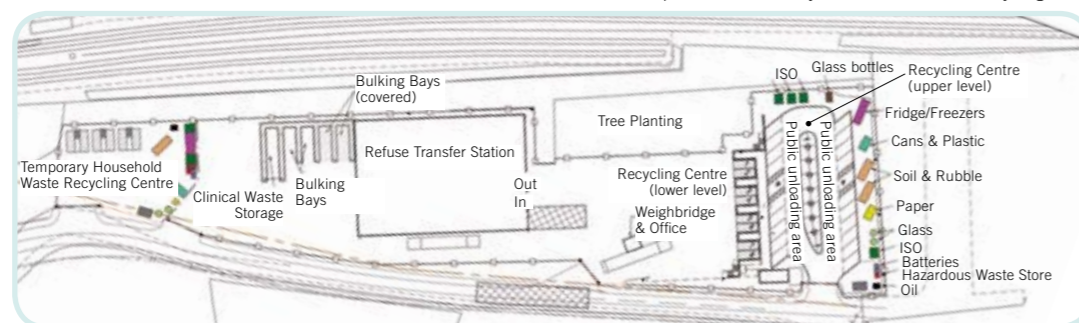 Temporary Household
Waste Recycling Centre
Clinical Waste
Storage
Bulking
Bays
Bulking Bays
(covered)
Refuse Transfer Station
Out
In
Tree Planting
Recycling Centre
(lower level)
Weighbridge
& Office
ISO
Glass bottles
Recycling Centre
(upper level)
Public unloading area
Public unloading area
Fridge/Freezers
Cans & Plastic
Soil & Rubble
Paper
Glass
ISO
Batteries
Hazardous Waste Store
Oil